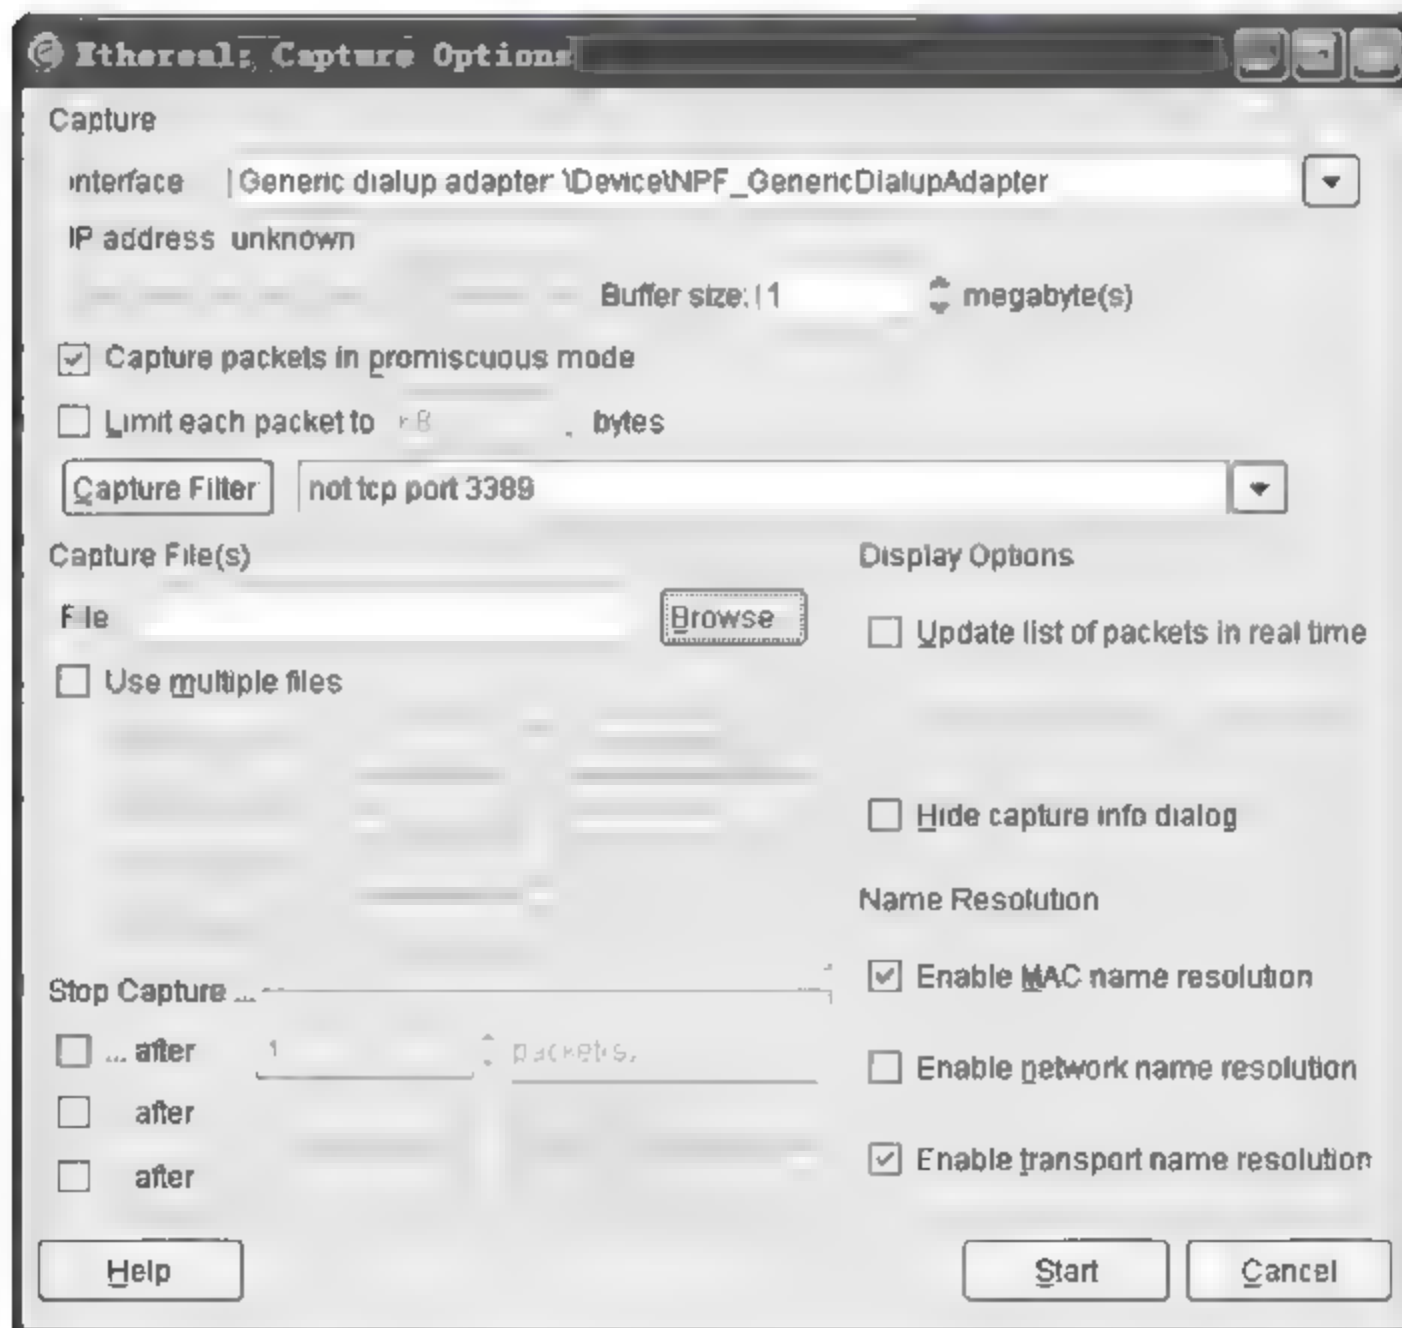 Ethereal: Capture Options
Capture
Interface Generic dialup adapter \Device\NPF_GenericDialupAdapter
IP address unknown
Buffer size: 1 megabyte(s)
Capture packets in promiscuous mode
Limit each packet to bytes
Capture Filter not tcp port 3389
Capture File(s)
File Browse
Use multiple files
Display Options
Update list of packets in real time
Hide capture info dialog
Name Resolution
Enable MAC name resolution
Enable network name resolution
Enable transport name resolution
Stop Capture ...
... after 1 packet(s)
after
after
Help Start Cancel